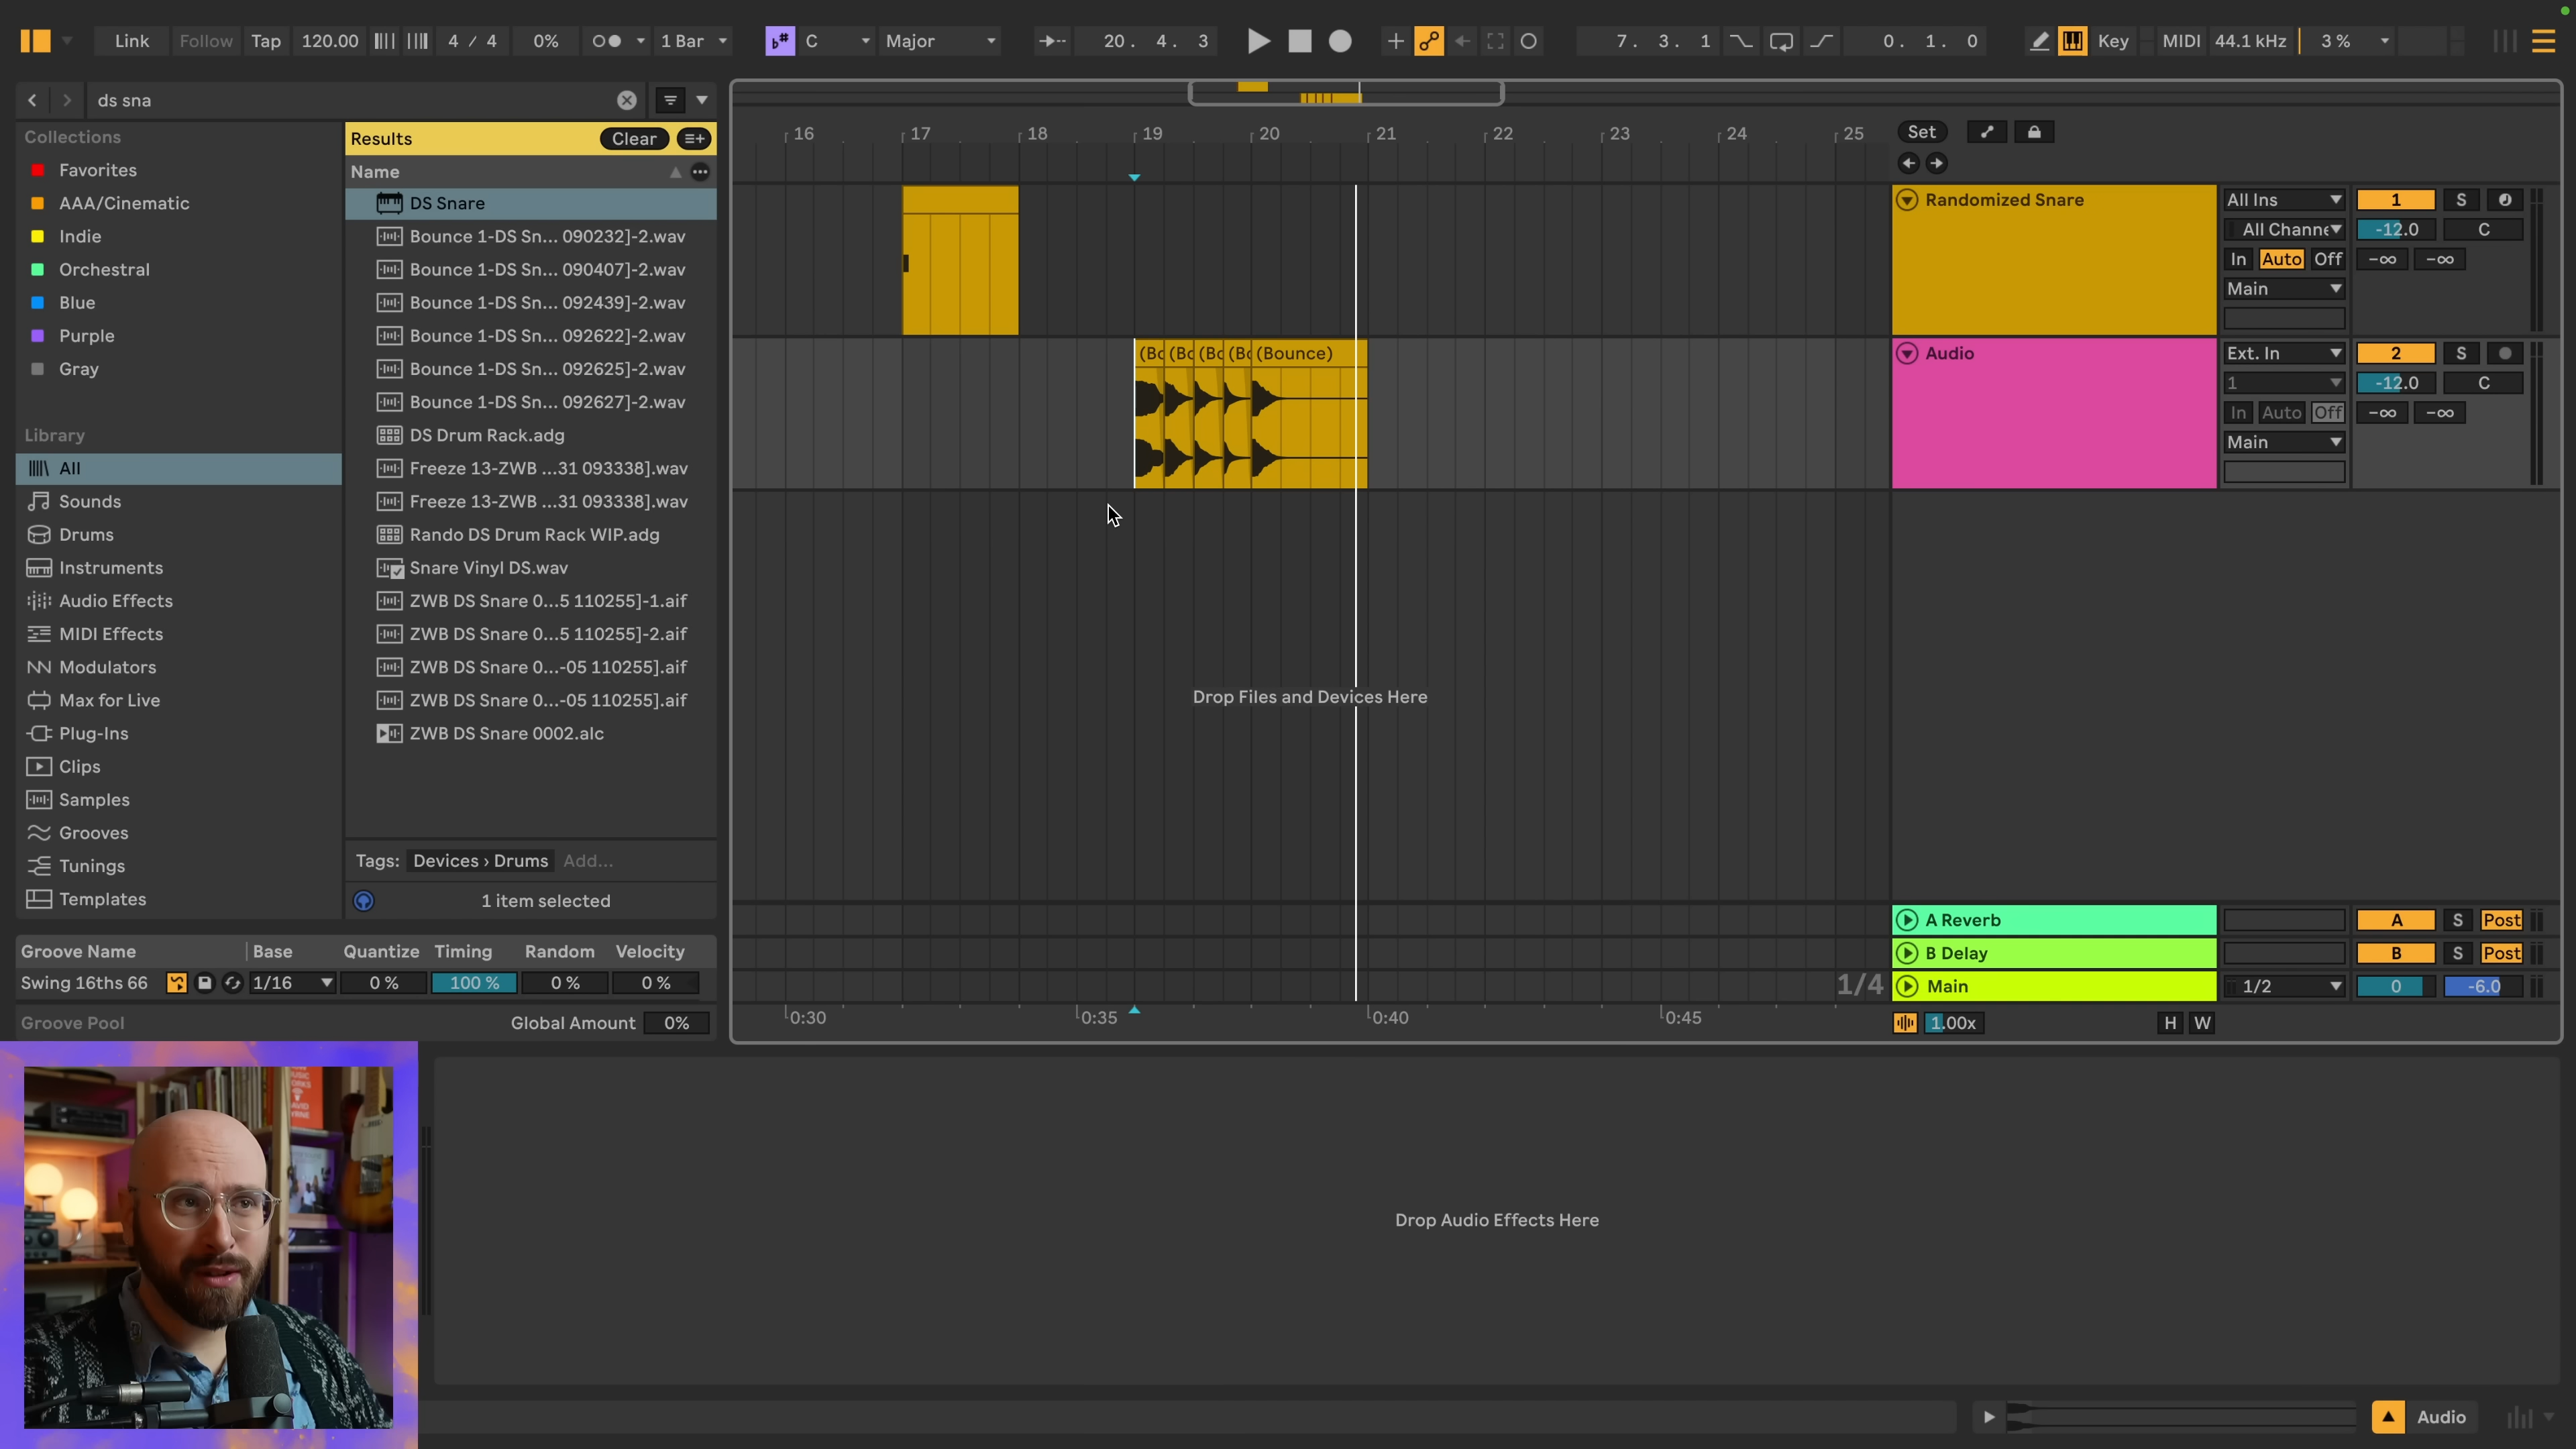 Link Follow Tap 120.00 4 / 4 0% 1 Bar C Major 20. 4. 3 7. 3. 1 0. 1. 0 Key MIDI 44.1 kHz 3 %
ds sna
Collections
Favorites
AAA/Cinematic
Indie
Orchestral
Blue
Purple
Gray
Library
All
Sounds
Drums
Instruments
Audio Effects
MIDI Effects
Modulators
Max for Live
Plug-Ins
Clips
Samples
Grooves
Tunings
Templates
Results Clear
Name
DS Snare
Bounce 1-DS Sn... 090232]-2.wav
Bounce 1-DS Sn... 090407]-2.wav
Bounce 1-DS Sn... 092439]-2.wav
Bounce 1-DS Sn... 092622]-2.wav
Bounce 1-DS Sn... 092625]-2.wav
Bounce 1-DS Sn... 092627]-2.wav
DS Drum Rack.adg
Freeze 13-ZWB ...31 093338].wav
Freeze 13-ZWB ...31 093338].wav
Rando DS Drum Rack WIP.adg
Snare Vinyl DS.wav
ZWB DS Snare 0...5 110255]-1.aif
ZWB DS Snare 0...5 110255]-2.aif
ZWB DS Snare 0...-05 110255].aif
ZWB DS Snare 0...-05 110255].aif
ZWB DS Snare 0002.alc
Tags: Devices › Drums Add...
1 item selected
Groove Name Base Quantize Timing Random Velocity
Swing 16ths 66 1/16 0 % 100 % 0 % 0 %
Groove Pool Global Amount 0%
16 17 18 19 20 21 22 23 24 25 Set
(Bc (Bc (Bc (Bc (Bounce)
Drop Files and Devices Here
Randomized Snare All Ins 1 S
All Channe -12.0 C
In Auto Off -∞ -∞
Main
Audio Ext. In 2 S
1 -12.0 C
In Auto Off -∞ -∞
Main
A Reverb A S Post
B Delay B S Post
1/4 Main 1/2 0 -6.0
0:30 0:35 0:40 0:45 1.00x H W
Drop Audio Effects Here
Audio